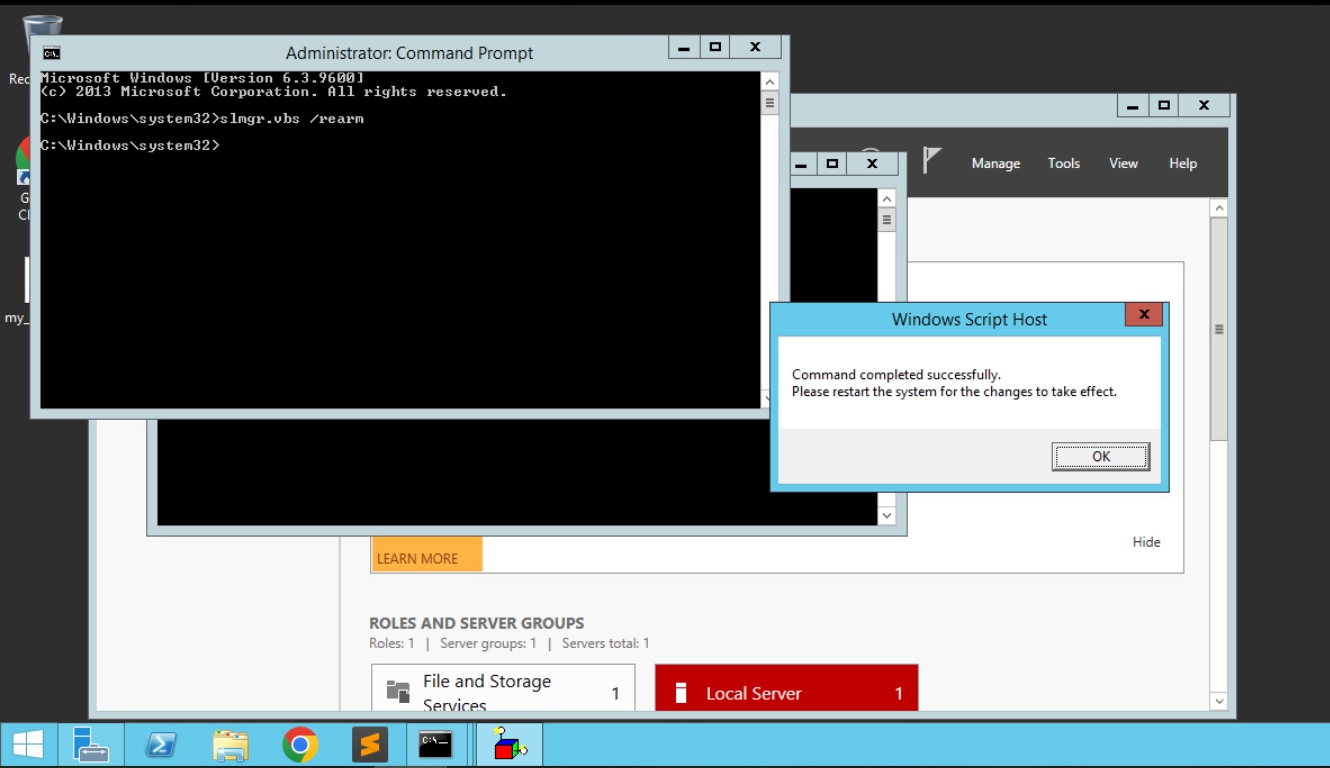 Administrator: Command Prompt
Microsoft Windows [Version 6.3.9600]
(c) 2013 Microsoft Corporation. All rights reserved.
C:\Windows\system32>slmgr.vbs /rearm
C:\Windows\system32>
Manage Tools View Help
Windows Script Host
Command completed successfully.
Please restart the system for the changes to take effect.
OK
Hide
LEARN MORE
ROLES AND SERVER GROUPS
Roles: 1 | Server groups: 1 | Servers total: 1
File and Storage
Services
1
Local Server 1